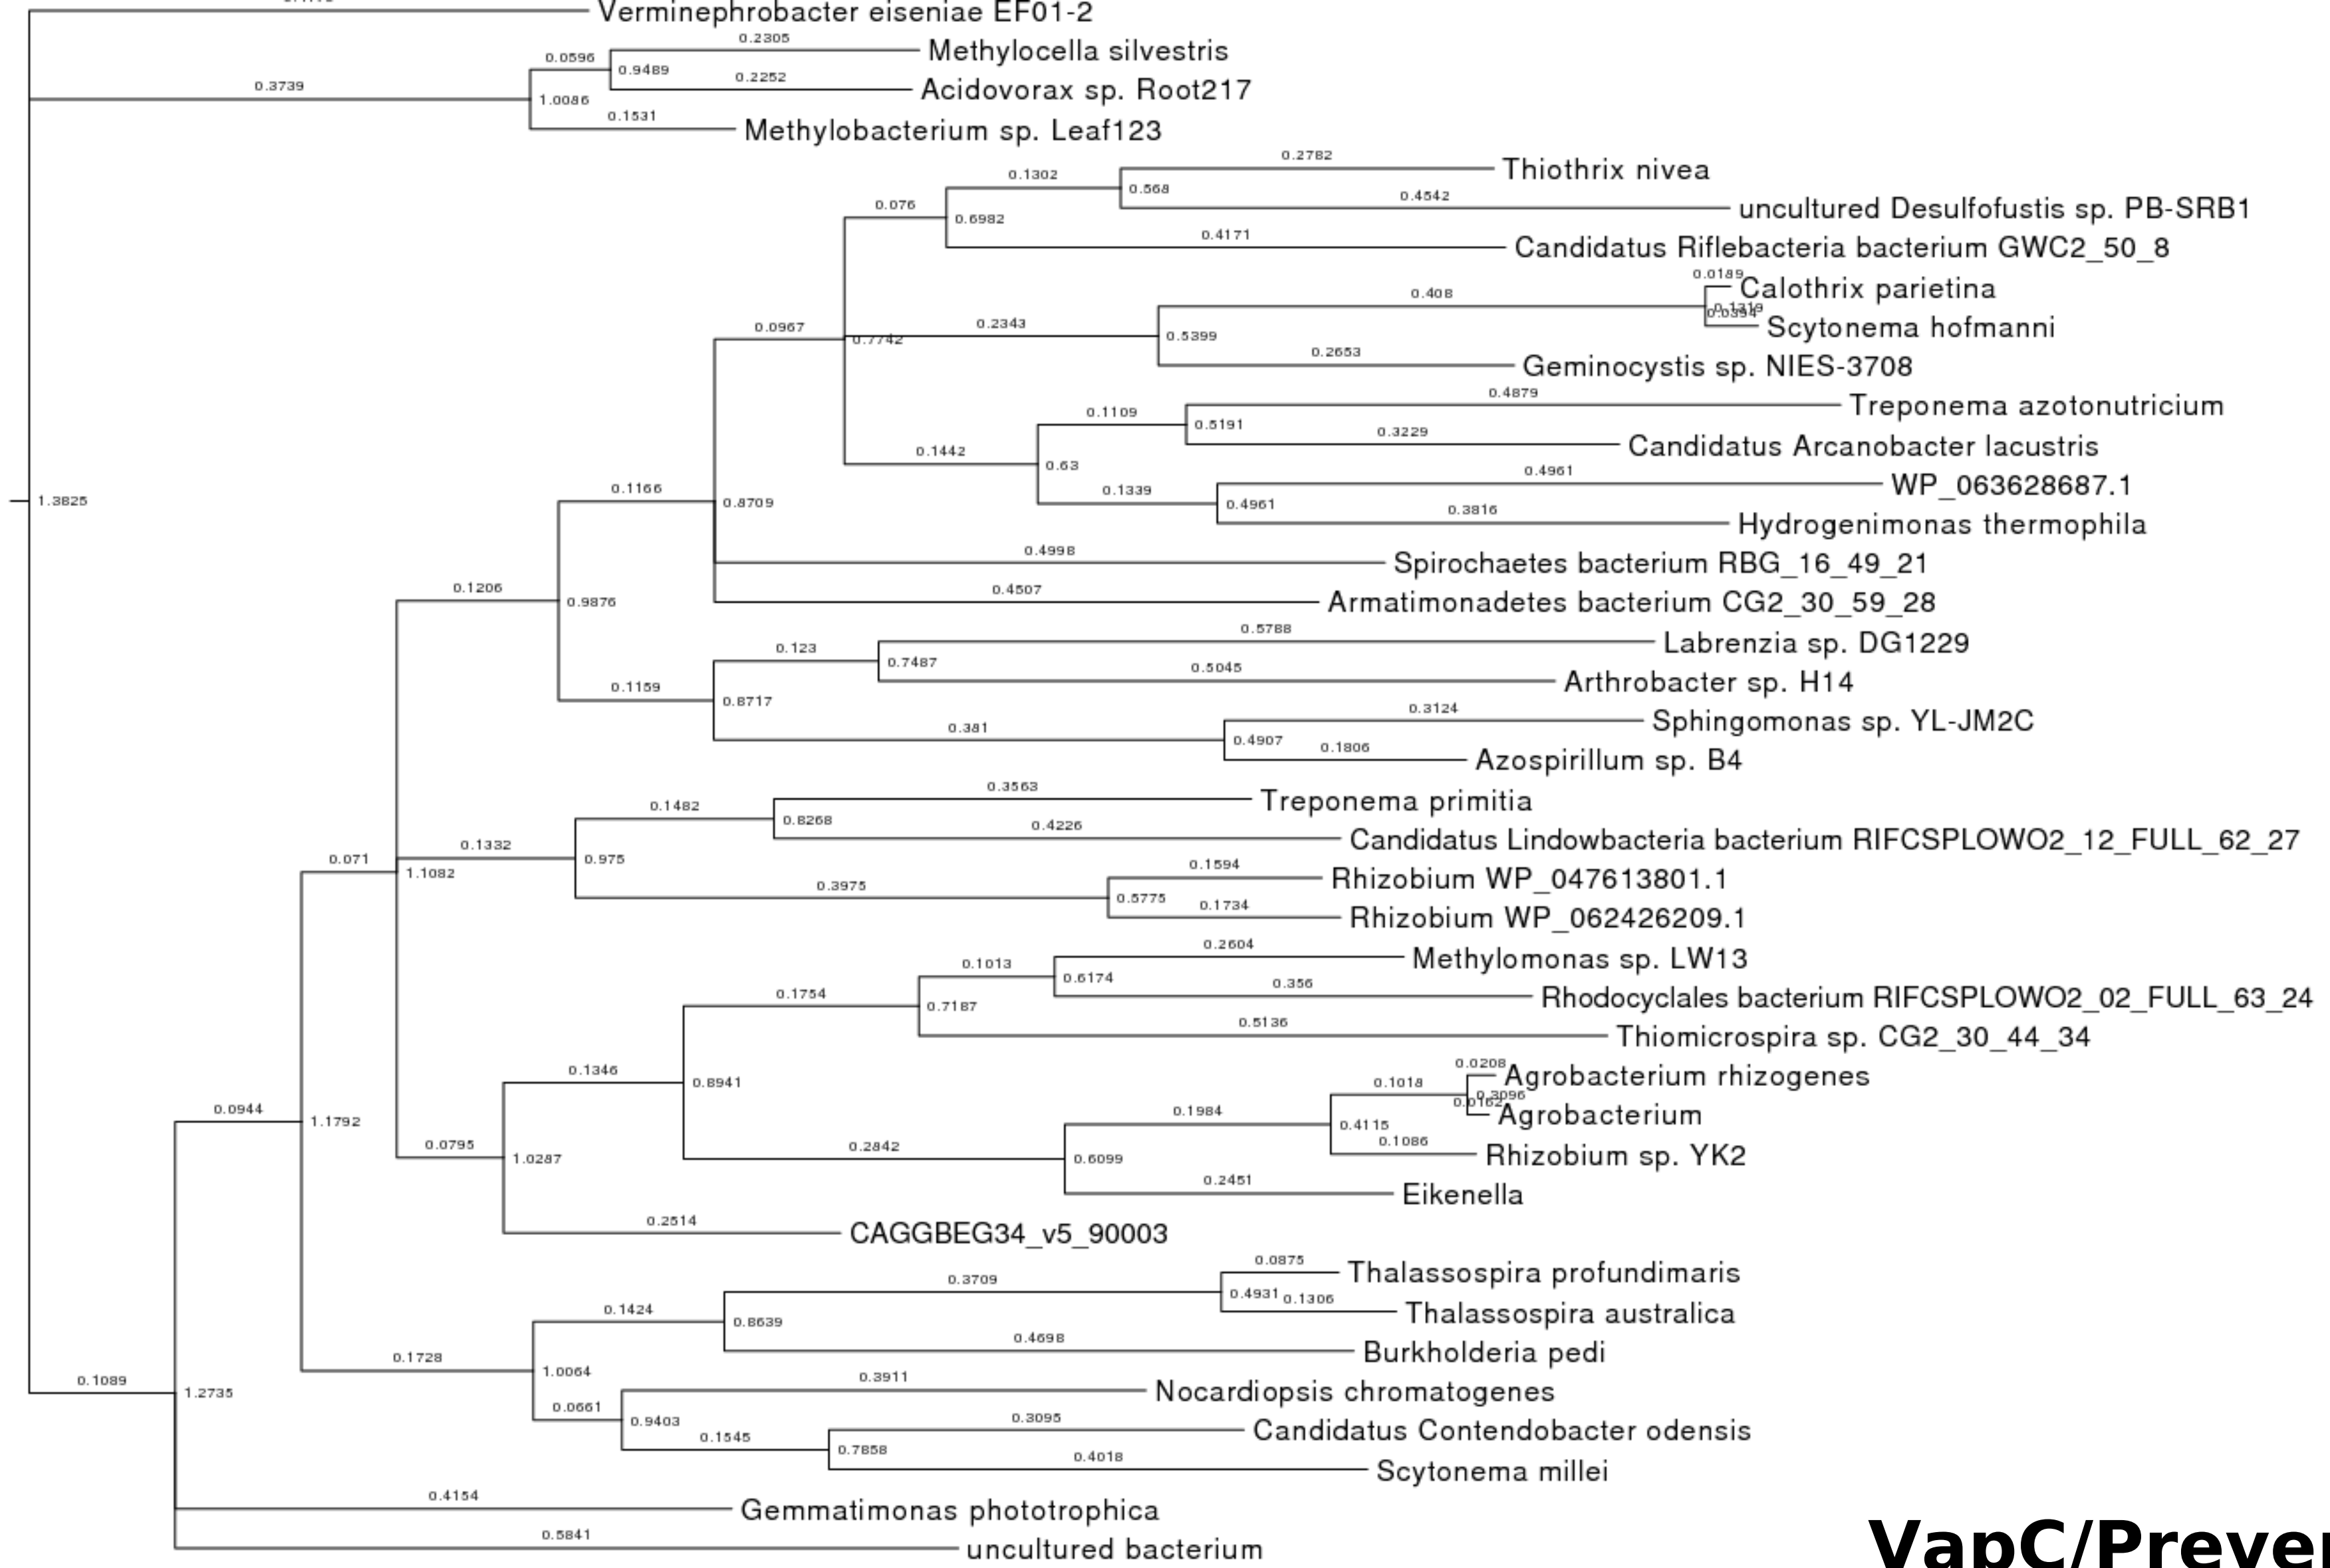 Verminephrobacter eiseniae EF01-2
0.2305
Methylocella silvestris
0.0596
0.9489
0.2252
Acidovorax sp. Root217
0.3739
1.0086
0.1531
Methylobacterium sp. Leaf123
0.2782
Thiothrix nivea
0.1302
0.568
0.4542
uncultured Desulfofustis sp. PB-SRB1
0.076
0.6982
0.4171
Candidatus Riflebacteria bacterium GWC2_50_8
0.0189
Calothrix parietina
0.408
0.1319
0.0394
Scytonema hofmanni
0.0967
0.7742
0.2343
0.5399
0.2653
Geminocystis sp. NIES-3708
0.4879
Treponema azotonutricium
0.1109
0.5191
0.3229
Candidatus Arcanobacter lacustris
0.1442
0.63
0.4961
WP_063628687.1
0.1339
0.4961
0.3816
Hydrogenimonas thermophila
1.3825
0.1166
0.8709
0.4998
Spirochaetes bacterium RBG_16_49_21
0.4507
Armatimonadetes bacterium CG2_30_59_28
0.1206
0.9876
0.5788
Labrenzia sp. DG1229
0.123
0.7487
0.5045
Arthrobacter sp. H14
0.1159
0.8717
0.3124
Sphingomonas sp. YL-JM2C
0.381
0.4907
0.1806
Azospirillum sp. B4
0.3563
Treponema primitia
0.1482
0.8268
0.4226
Candidatus Lindowbacteria bacterium RIFCSPLOWO2_12_FULL_62_27
0.071
1.1082
0.1332
0.975
0.1594
Rhizobium WP_047613801.1
0.3975
0.5775
0.1734
Rhizobium WP_062426209.1
0.2604
Methylomonas sp. LW13
0.1013
0.6174
0.356
Rhodocyclales bacterium RIFCSPLOWO2_02_FULL_63_24
0.1754
0.7187
0.5136
Thiomicrospira sp. CG2_30_44_34
0.0208
Agrobacterium rhizogenes
0.1346
0.8941
0.1018
0.3096
0.0162
Agrobacterium
0.0944
1.1792
0.1984
0.4115
0.1086
Rhizobium sp. YK2
0.0795
1.0287
0.2842
0.6099
0.2451
Eikenella
0.2514
CAGGBEG34_v5_90003
0.0875
Thalassospira profundimaris
0.3709
0.4931
0.1306
Thalassospira australica
0.1424
0.8639
0.4698
Burkholderia pedi
0.1728
1.0064
0.3911
Nocardiopsis chromatogenes
0.1089
1.2735
0.0661
0.9403
0.3095
Candidatus Contendobacter odensis
0.1545
0.7858
0.4018
Scytonema millei
0.4154
Gemmatimonas phototrophica
0.5841
uncultured bacterium